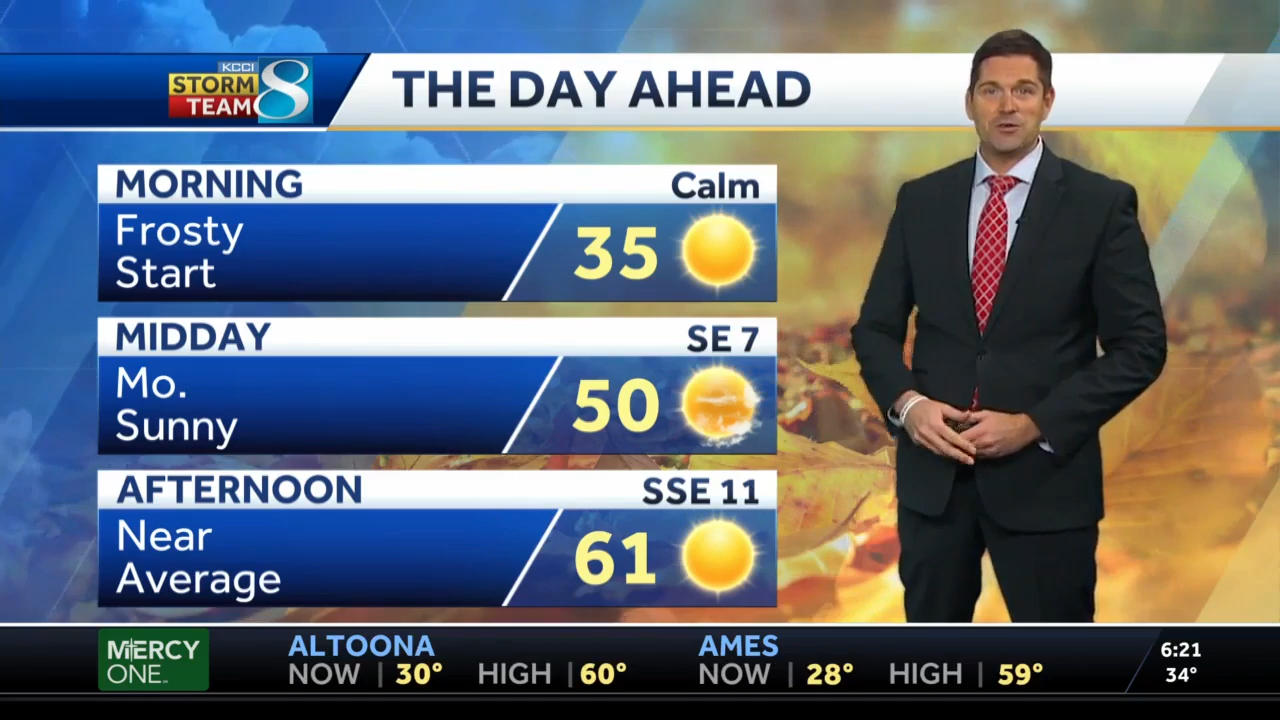 KCCI
STORM
TEAM 8
THE DAY AHEAD
MORNING Calm
Frosty
Start
35
MIDDAY SE 7
Mo.
Sunny
50
AFTERNOON SSE 11
Near
Average
61
MERCY
ONE
ALTOONA
NOW | 30° HIGH | 60°
AMES
NOW | 28° HIGH | 59°
6:21
34°